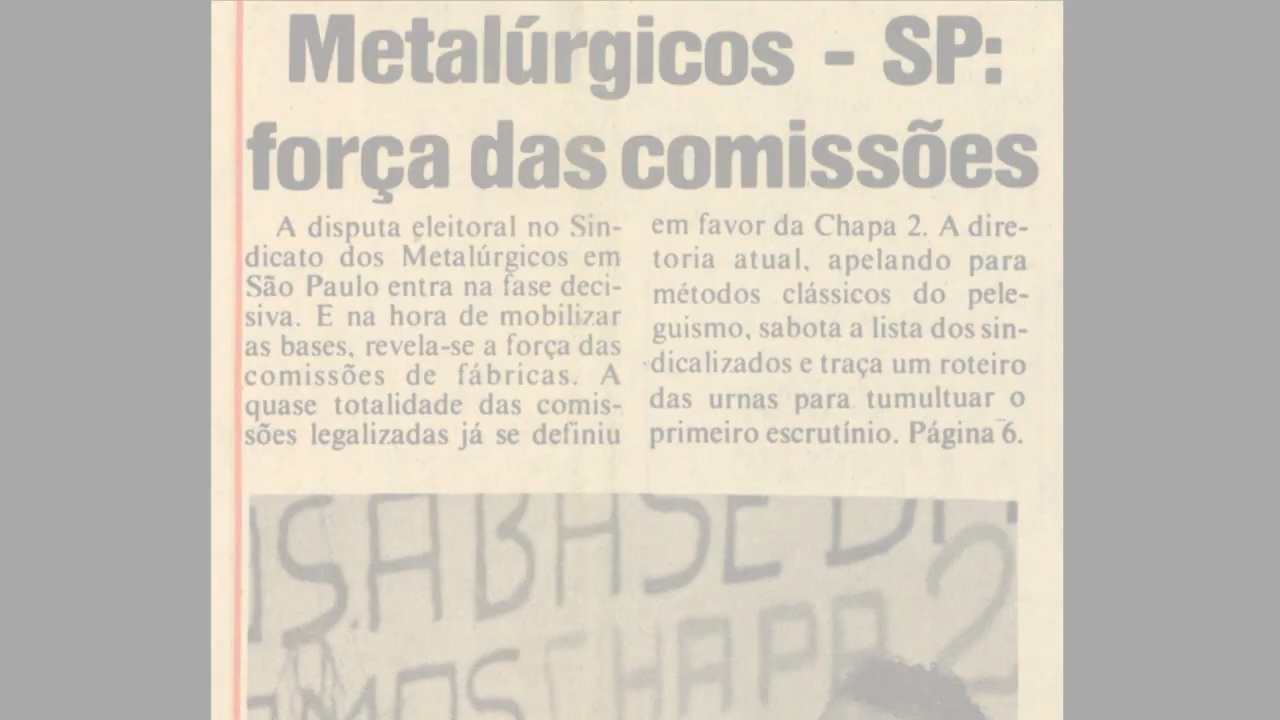 Metalúrgicos - SP:
força das comissões
A disputa eleitoral no Sin-
dicato dos Metalúrgicos em
São Paulo entra na fase deci-
siva. E na hora de mobilizar
as bases, revela-se a força das
comissões de fábricas. A
quase totalidade das comis-
sões legalizadas já se definiu
em favor da Chapa 2. A dire-
toria atual, apelando para
métodos clássicos do pele-
guismo, sabota a lista dos sin-
dicalizados e traça um roteiro
das urnas para tumultuar o
primeiro escrutínio. Página 6.
BASE
CHAPA 2